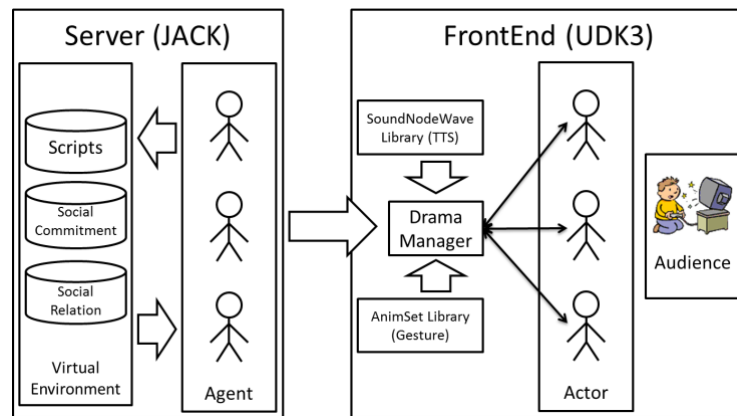 Server (JACK)
Scripts
Social
Commitment
Social
Relation
Virtual
Environment
Agent
FrontEnd (UDK3)
SoundNodeWave
Library (TTS)
Drama
Manager
AnimSet Library
(Gesture)
Actor
Audience